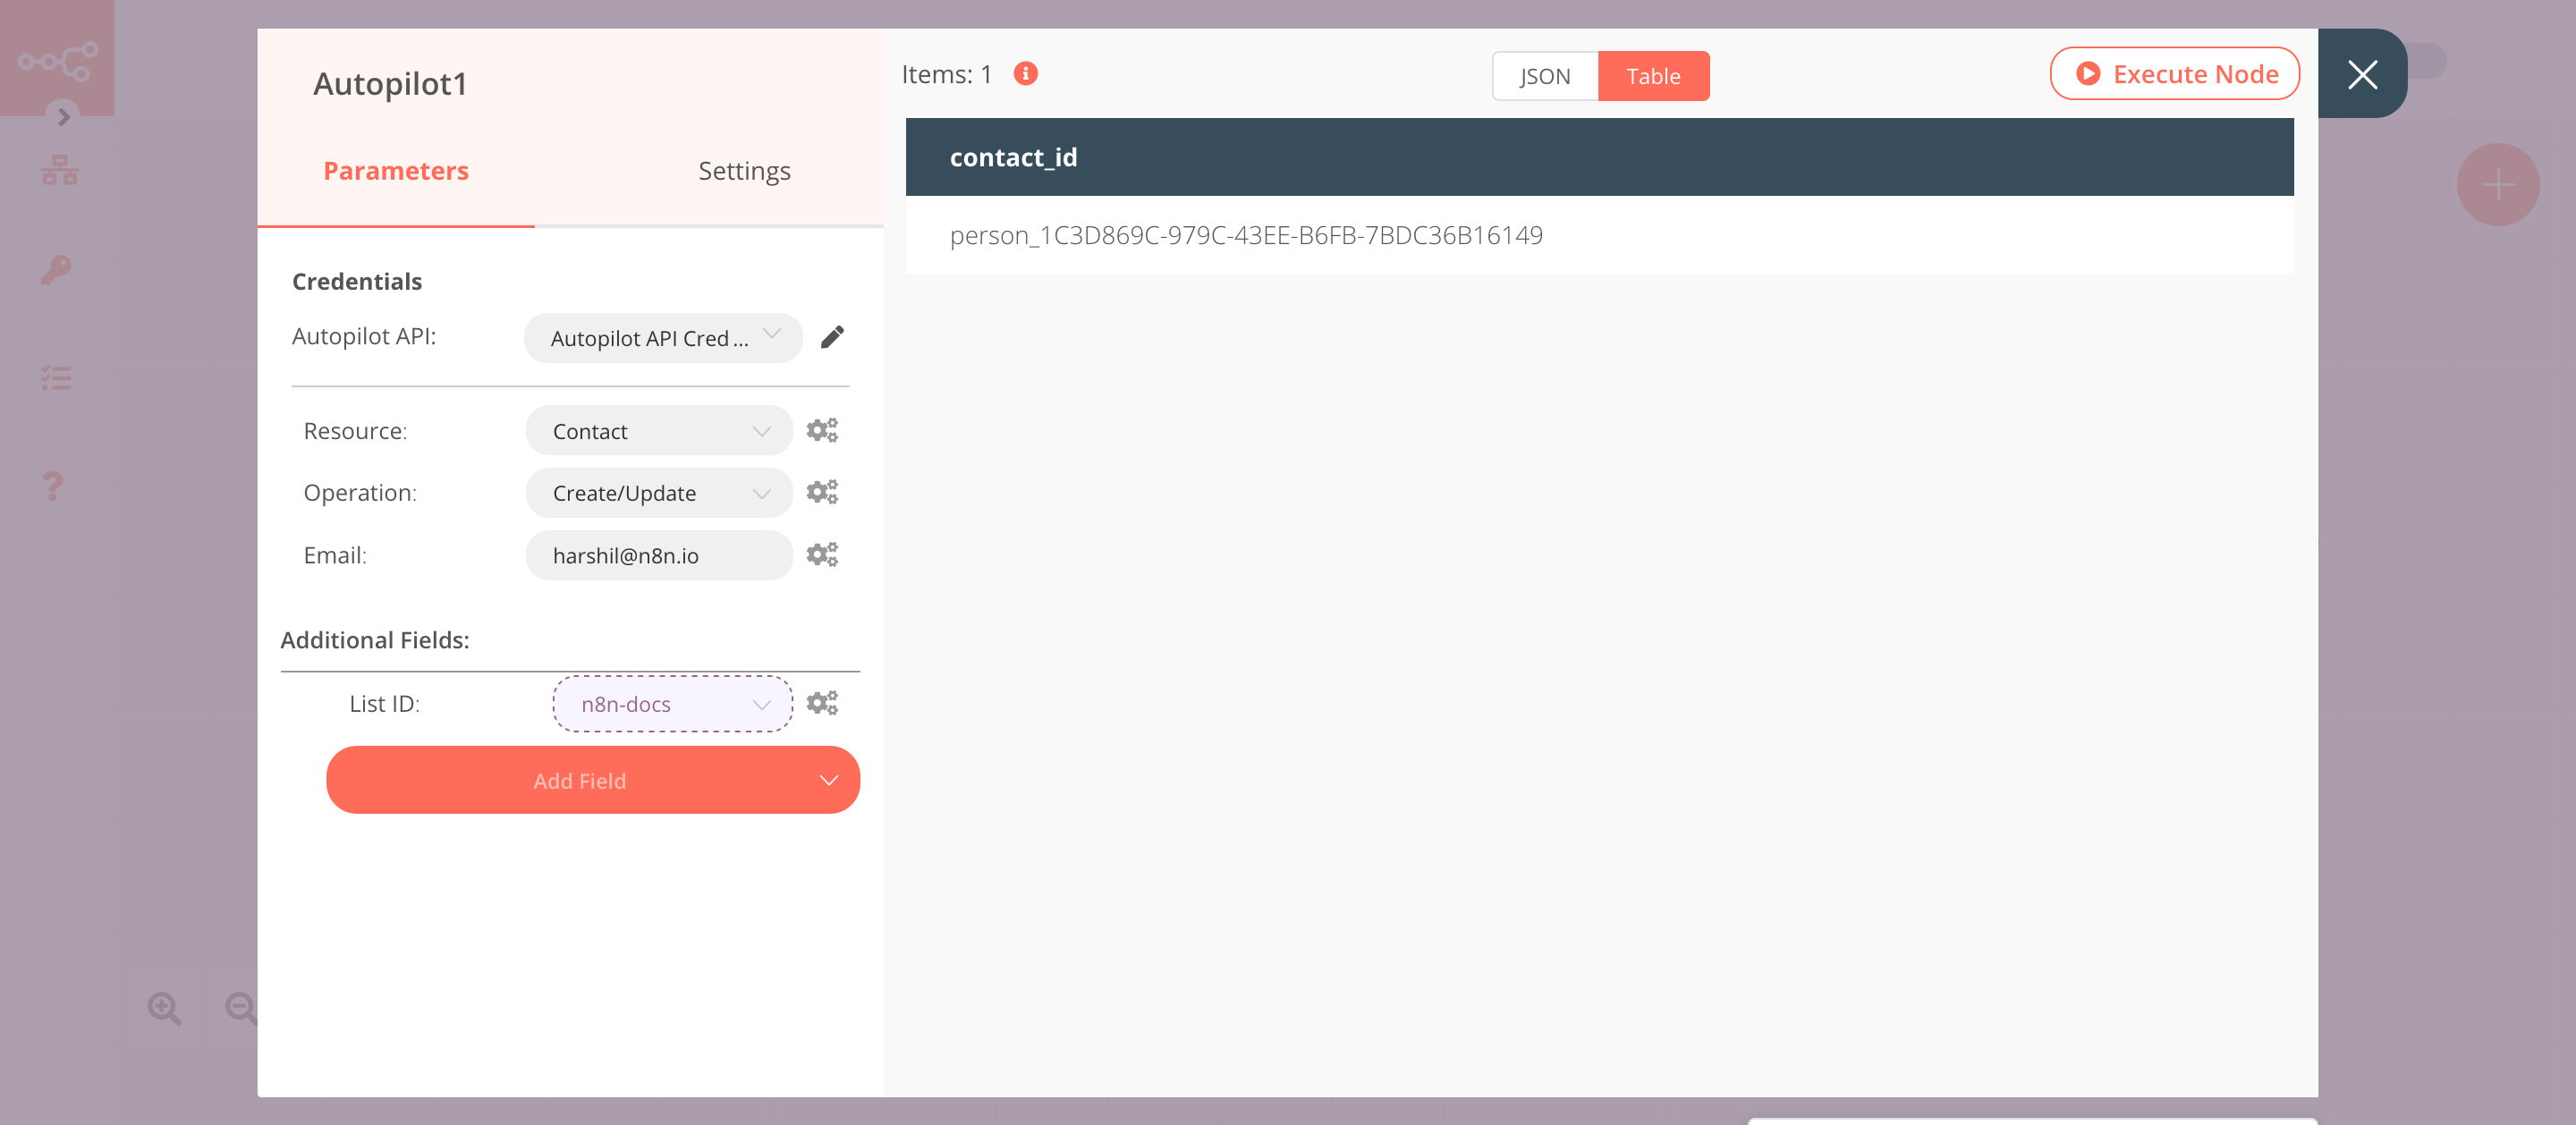 Autopilot1
Parameters
Settings
Credentials
Autopilot API:
Autopilot API Cred ...
Resource:
Contact
Operation:
Create/Update
Email:
harshil@n8n.io
Additional Fields:
List ID:
n8n-docs
Add Field
Items: 1
JSON
Table
Execute Node
contact_id
person_1C3D869C-979C-43EE-B6FB-7BDC36B16149